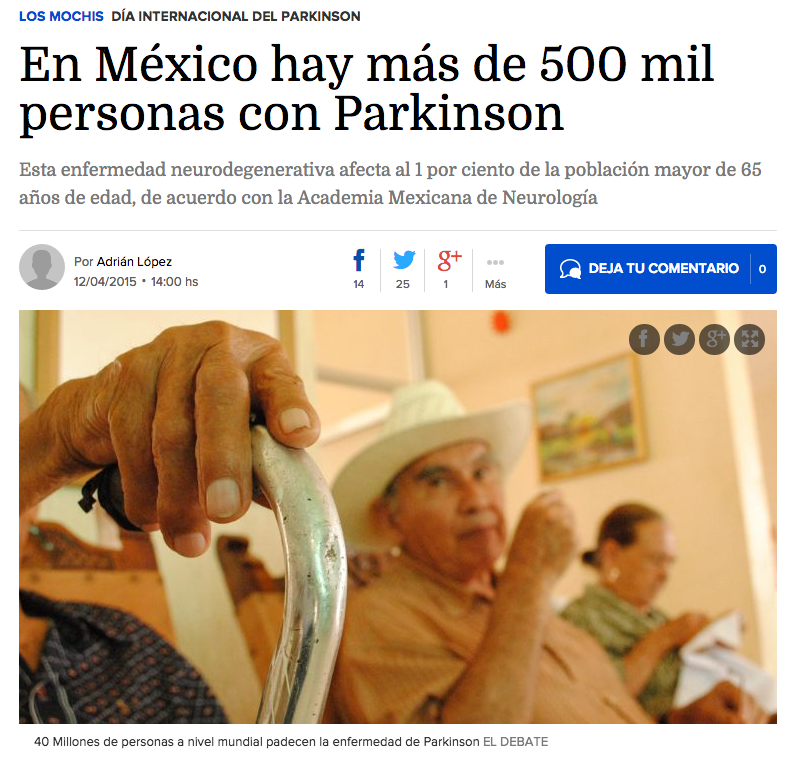 LOS MOCHIS DÍA INTERNACIONAL DEL PARKINSON
En México hay más de 500 mil
personas con Parkinson
Esta enfermedad neurodegenerativa afecta al 1 por ciento de la población mayor de 65
años de edad, de acuerdo con la Academia Mexicana de Neurología
Por Adrián López
12/04/2015 • 14:00 hs
f
g+
14
25
1
Más
DEJA TU COMENTARIO 0
f
g+
40 Millones de personas a nivel mundial padecen la enfermedad de Parkinson EL DEBATE